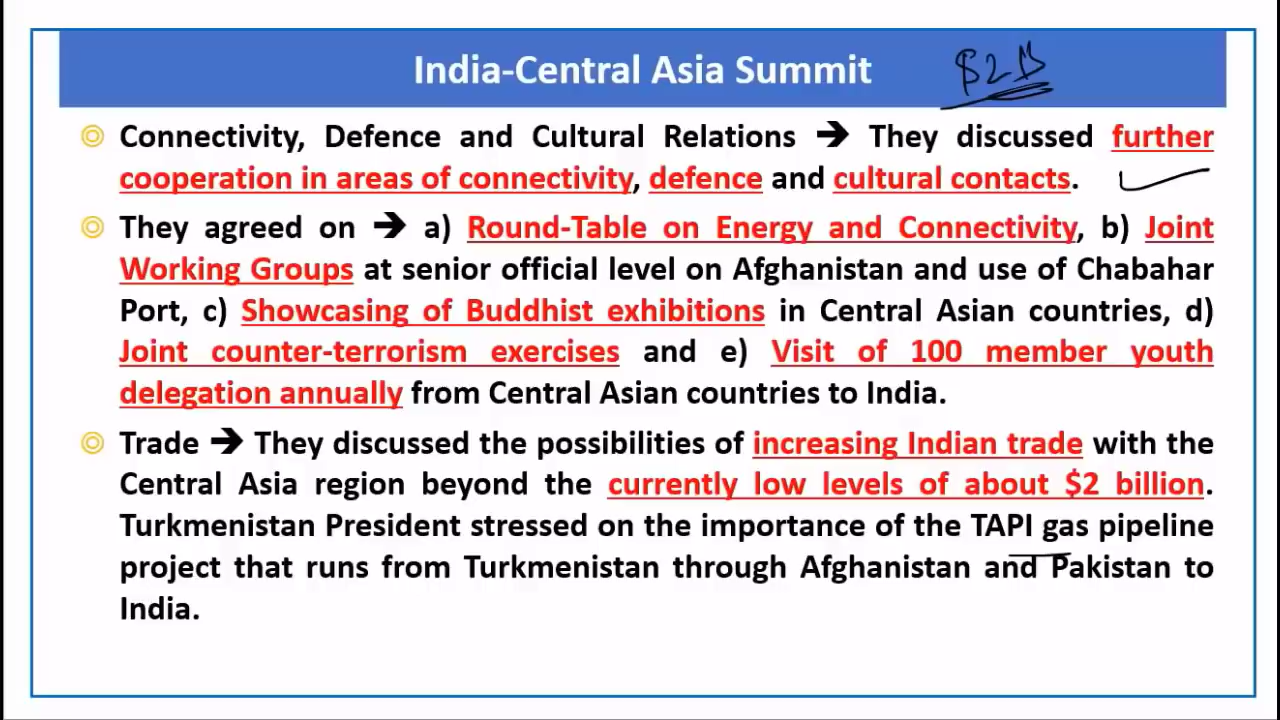 India-Central Asia Summit $2B
Connectivity, Defence and Cultural Relations ➔ They discussed further
cooperation in areas of connectivity, defence and cultural contacts.
They agreed on ➔ a) Round-Table on Energy and Connectivity, b) Joint
Working Groups at senior official level on Afghanistan and use of Chabahar
Port, c) Showcasing of Buddhist exhibitions in Central Asian countries, d)
Joint counter-terrorism exercises and e) Visit of 100 member youth
delegation annually from Central Asian countries to India.
Trade ➔ They discussed the possibilities of increasing Indian trade with the
Central Asia region beyond the currently low levels of about $2 billion.
Turkmenistan President stressed on the importance of the TAPI gas pipeline
project that runs from Turkmenistan through Afghanistan and Pakistan to
India.